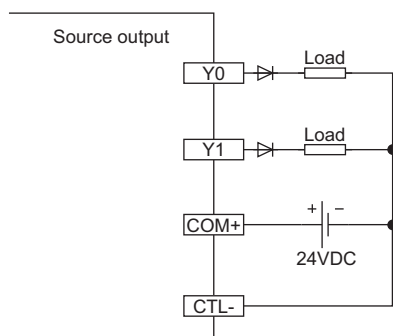 Source output
Load
Y0
Load
Y1
COM+
+ −
24VDC
CTL-